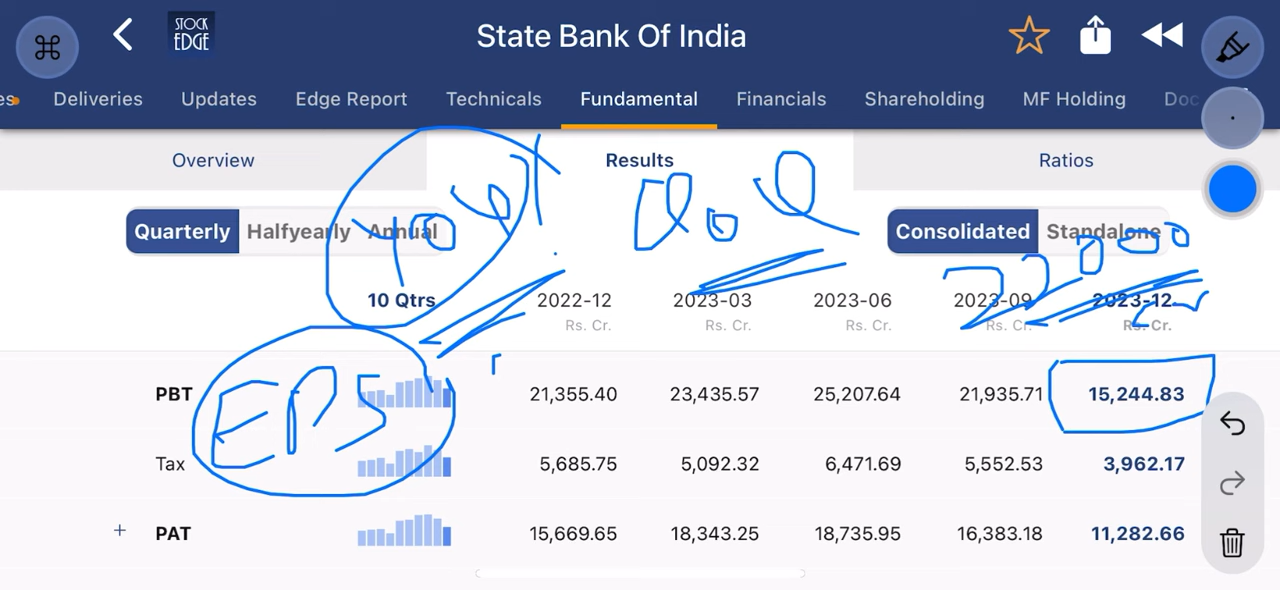 STOCK EDGE
State Bank Of India
Deliveries Updates Edge Report Technicals Fundamental Financials Shareholding MF Holding
Overview Results Ratios
Quarterly Halfyearly Annual Consolidated Standalone
YOY QOQ
22000
10 Qtrs 2022-12 2023-03 2023-06 2023-09 2023-12
Rs. Cr. Rs. Cr. Rs. Cr. Rs. Cr. Rs. Cr.
EPS
PBT 21,355.40 23,435.57 25,207.64 21,935.71 15,244.83
Tax 5,685.75 5,092.32 6,471.69 5,552.53 3,962.17
+ PAT 15,669.65 18,343.25 18,735.95 16,383.18 11,282.66